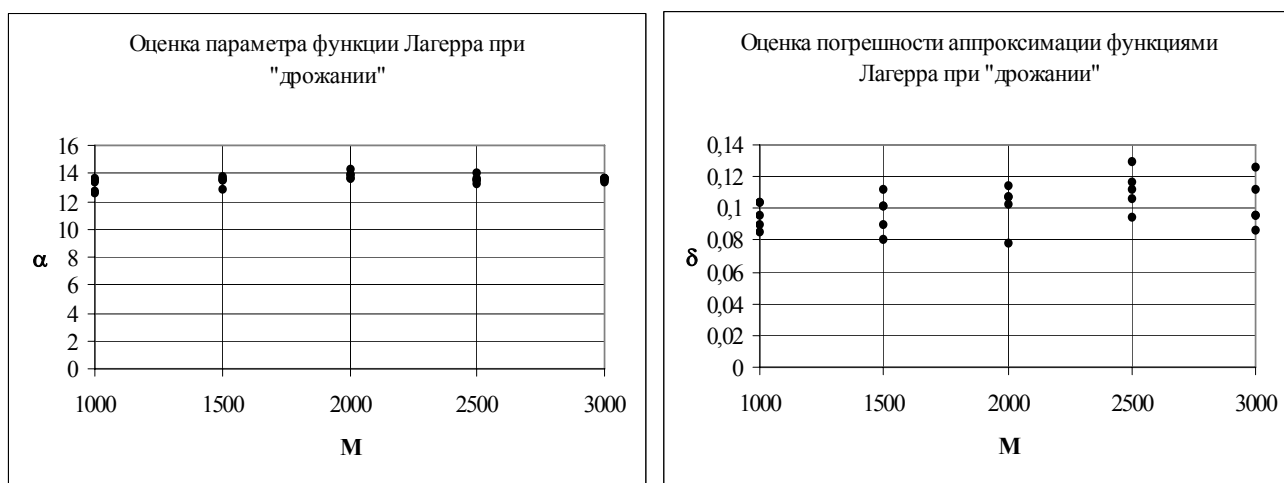 Оценка параметра функции Лагерра при
"дрожании"
16
14
12
10
8
6
4
2
0
α
1000 1500 2000 2500 3000
M
Оценка погрешности аппроксимации функциями
Лагерра при "дрожании"
0,14
0,12
0,1
0,08
0,06
0,04
0,02
0
δ
1000 1500 2000 2500 3000
M